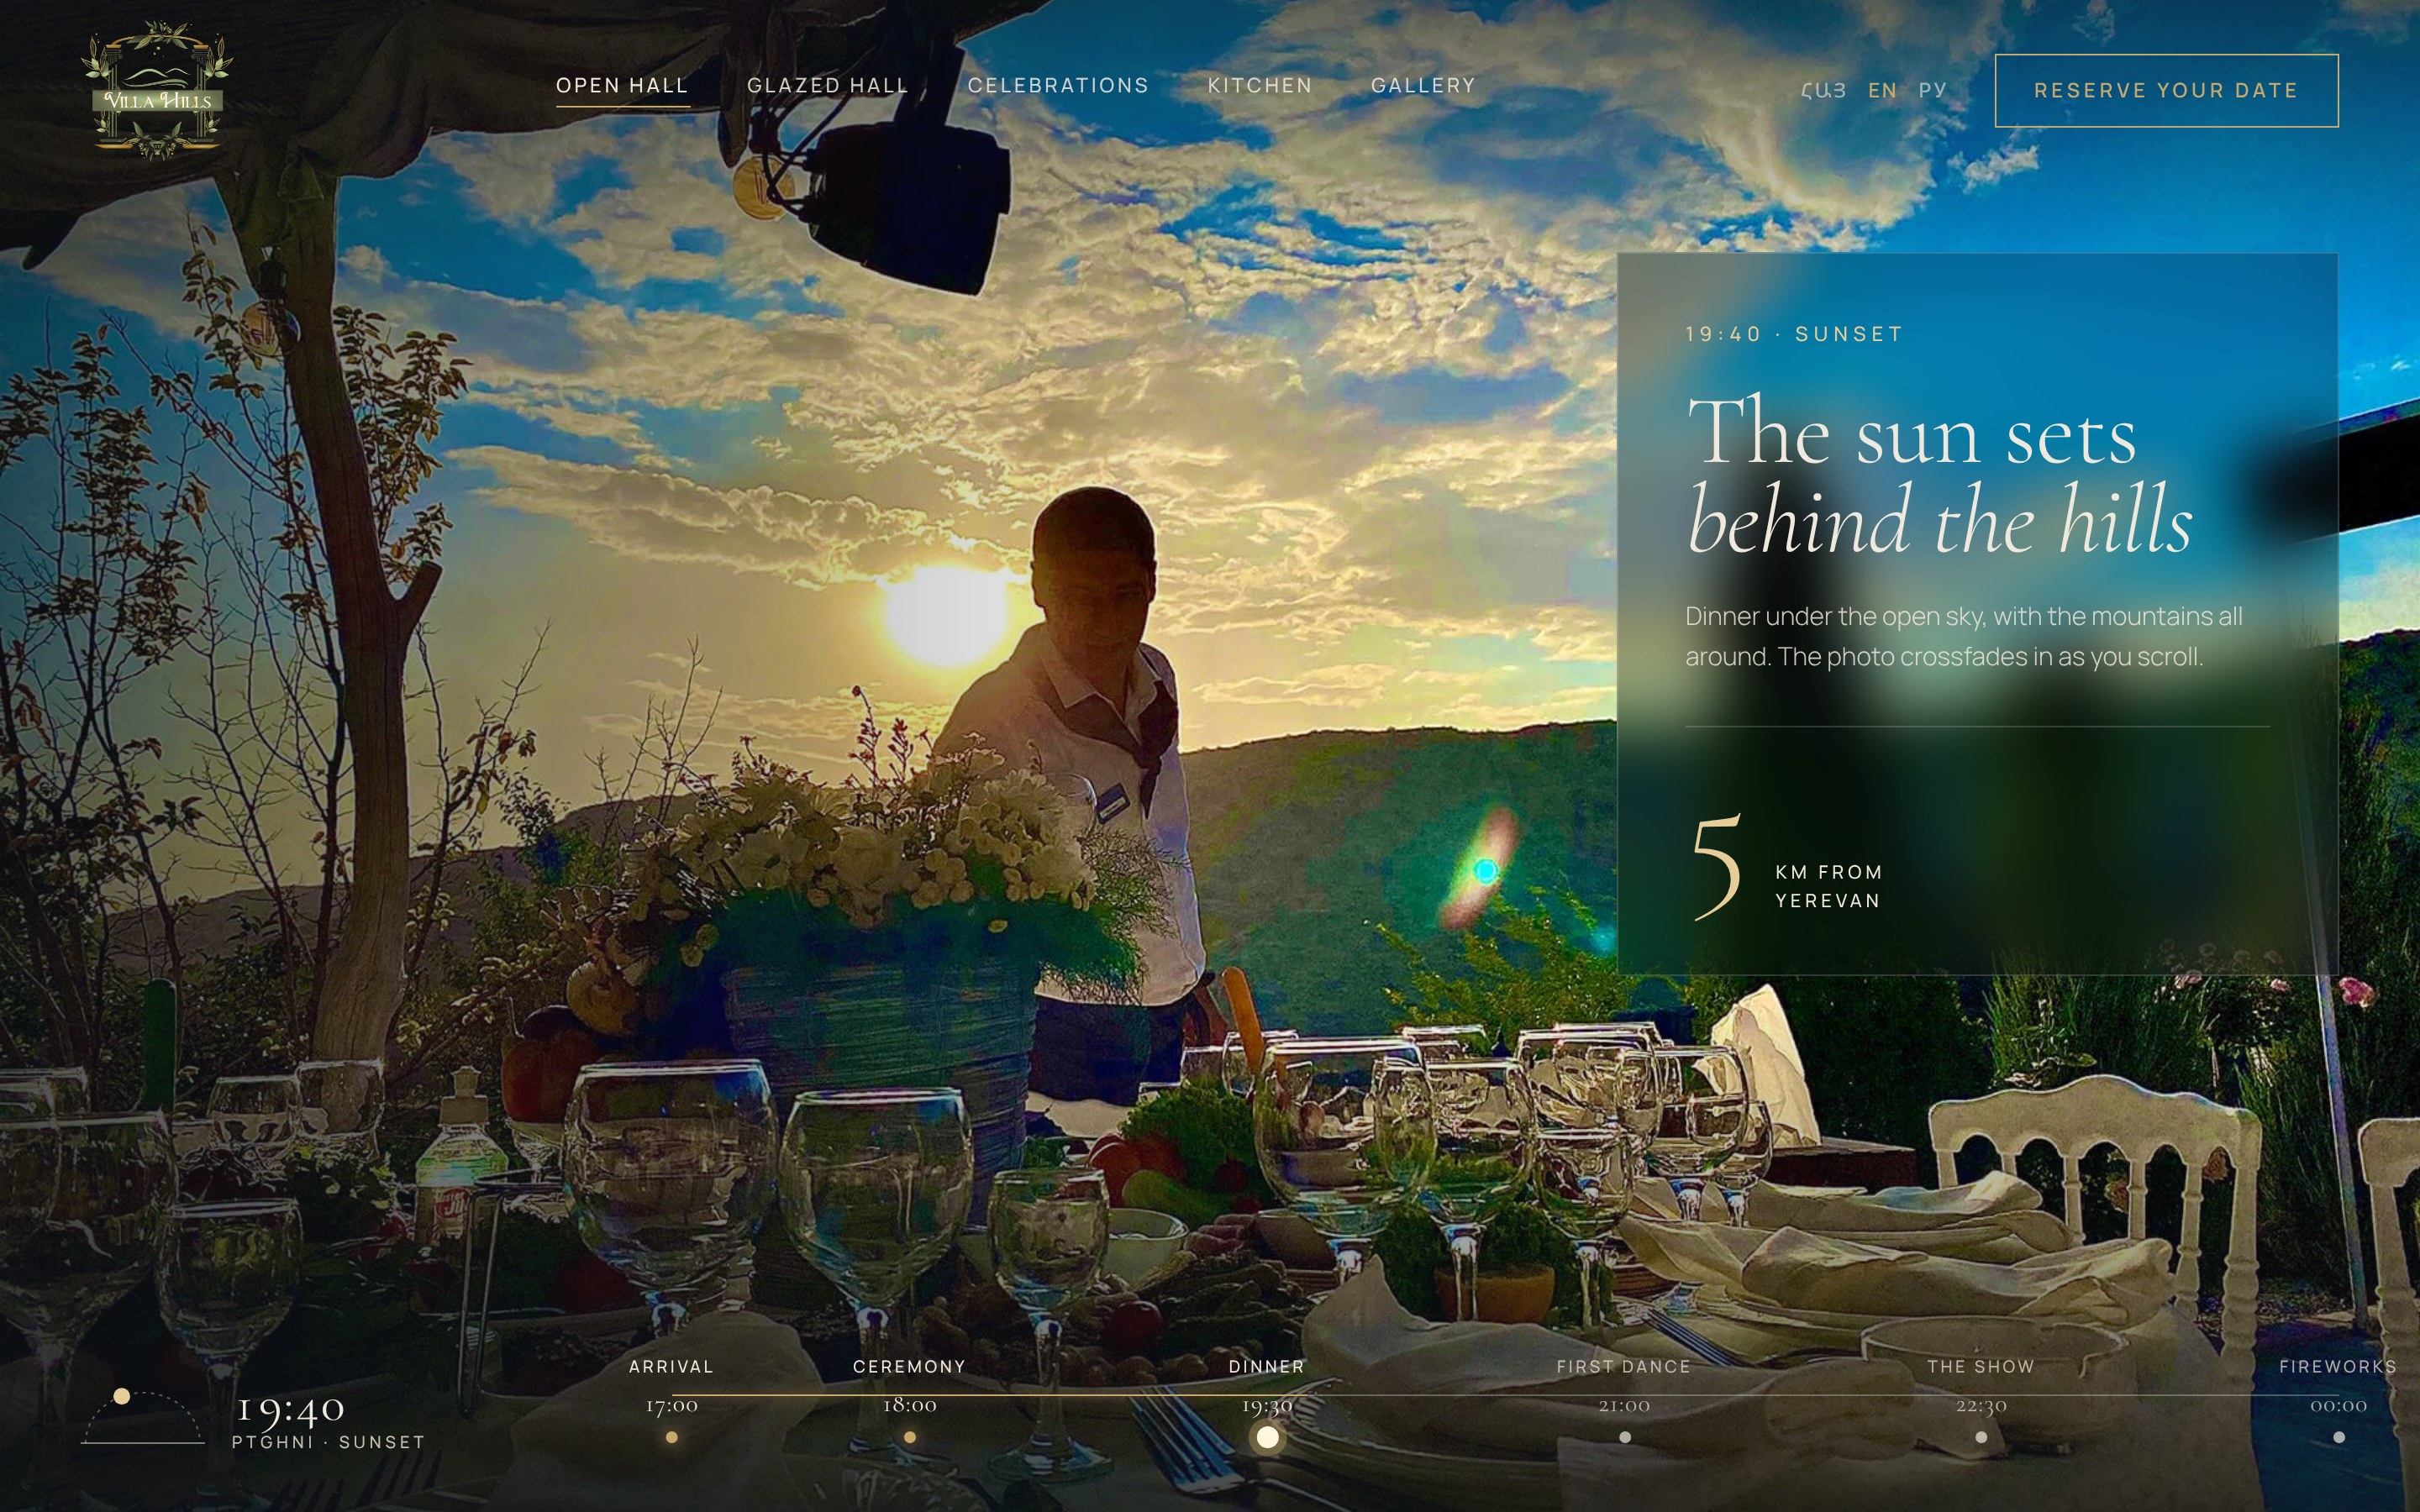 VILLA HILLS
OPEN HALL
GLAZED HALL
CELEBRATIONS
KITCHEN
GALLERY
ՀԱՅ EN РУ
RESERVE YOUR DATE
19:40 · SUNSET
The sun sets
behind the hills
Dinner under the open sky, with the mountains all
around. The photo crossfades in as you scroll.
5
KM FROM
YEREVAN
19:40
PTGHNI · SUNSET
ARRIVAL
17:00
CEREMONY
18:00
DINNER
19:30
FIRST DANCE
21:00
THE SHOW
22:30
FIREWORKS
00:00